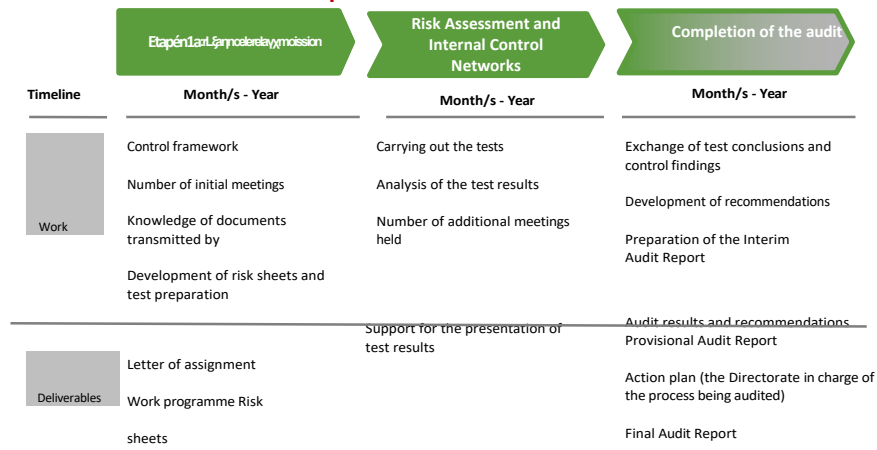 Risk Assessment and
Internal Control
Networks
Completion of the audit
Timeline
Month/s - Year
Month/s - Year
Month/s - Year
Work
Control framework
Number of initial meetings
Knowledge of documents
transmitted by
Development of risk sheets and
test preparation
Carrying out the tests
Analysis of the test results
Number of additional meetings
held
Exchange of test conclusions and
control findings
Development of recommendations
Preparation of the Interim
Audit Report
Deliverables
Letter of assignment
Work programme Risk
sheets
Support for the presentation of
test results
Audit results and recommendations
Provisional Audit Report
Action plan (the Directorate in charge of
the process being audited)
Final Audit Report